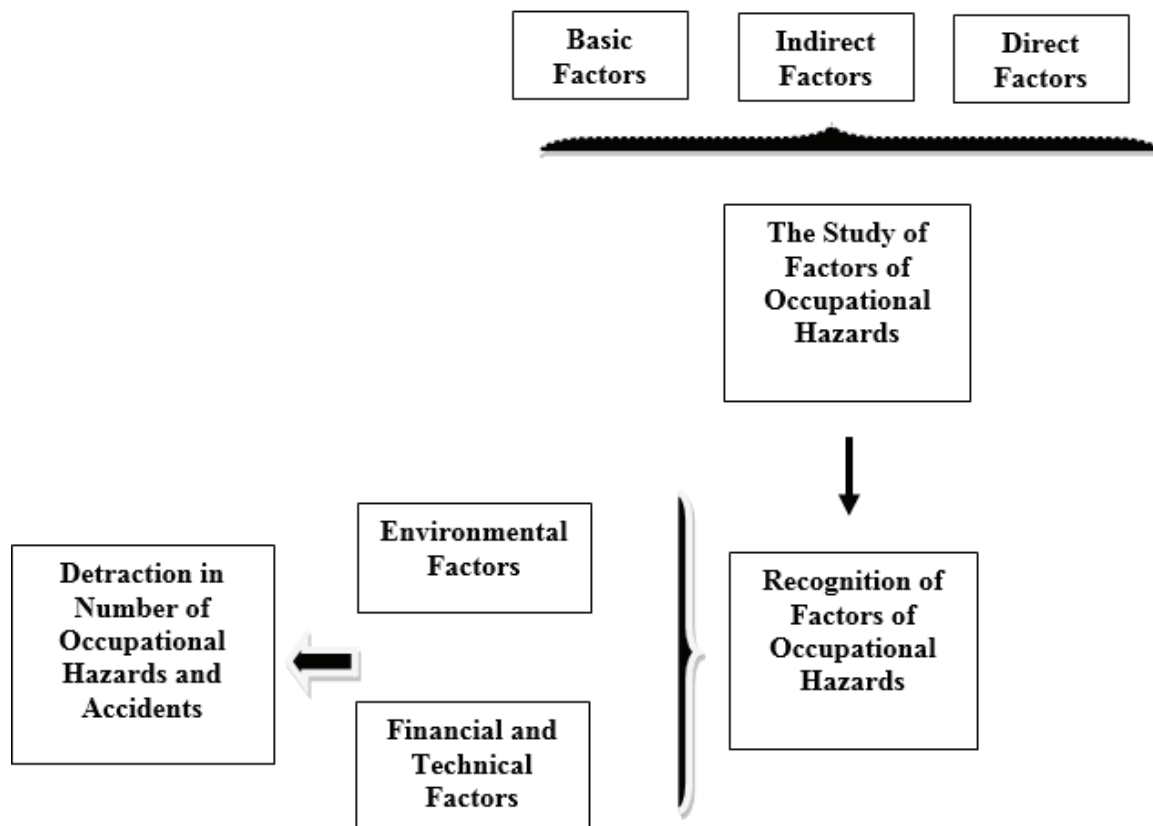 Basic
Factors
Indirect
Factors
Direct
Factors
The Study of
Factors of
Occupational
Hazards
Environmental
Factors
Detraction in
Number of
Occupational
Hazards and
Accidents
Recognition of
Factors of
Occupational
Hazards
Financial and
Technical
Factors